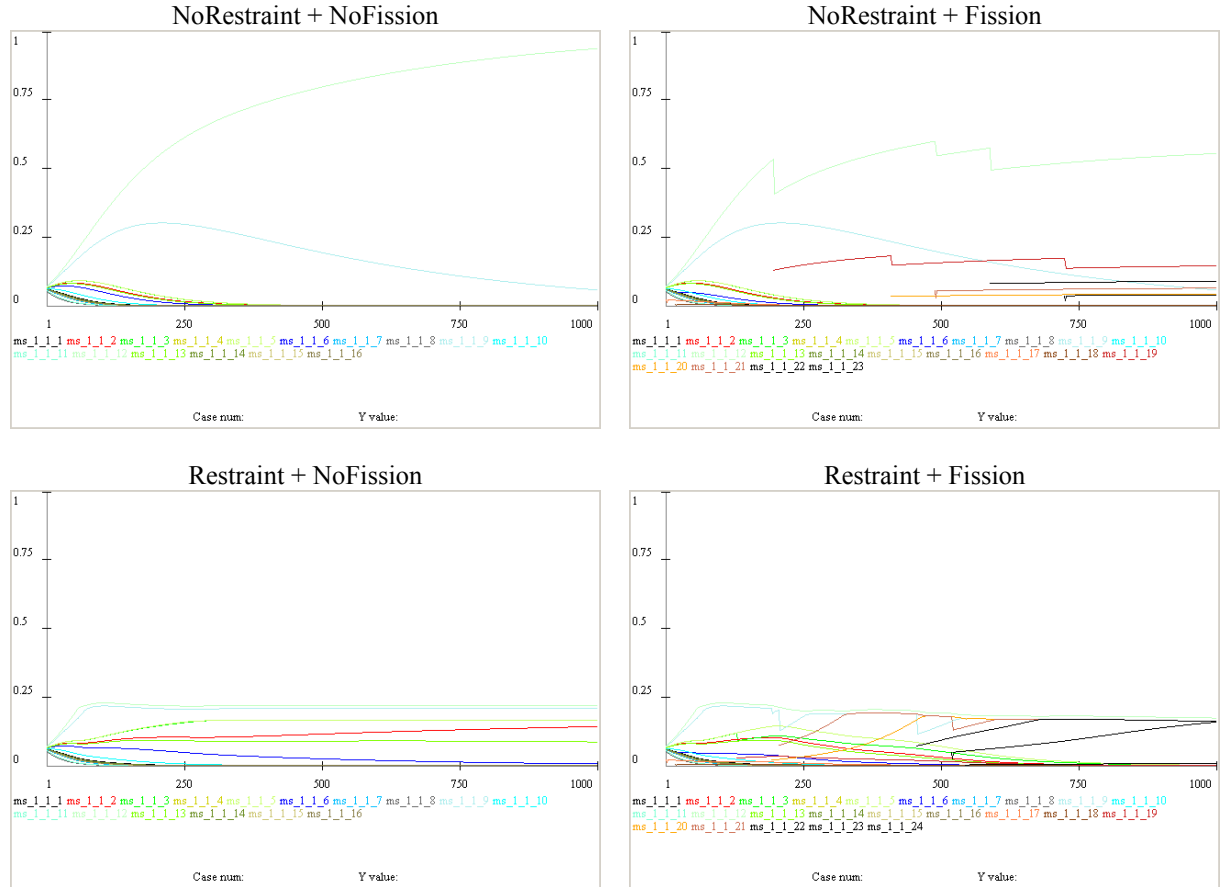 NoRestraint + NoFission
NoRestraint + Fission
1
0.75
0.5
0.25
0
1 250 500 750 1000
ms_1_1_1 ms_1_1_2 ms_1_1_3 ms_1_1_4 ms_1_1_5 ms_1_1_6 ms_1_1_7 ms_1_1_8 ms_1_1_9 ms_1_1_10
ms_1_1_11 ms_1_1_12 ms_1_1_13 ms_1_1_14 ms_1_1_15 ms_1_1_16
Case num: Y value:
1
0.75
0.5
0.25
0
1 250 500 750 1000
ms_1_1_1 ms_1_1_2 ms_1_1_3 ms_1_1_4 ms_1_1_5 ms_1_1_6 ms_1_1_7 ms_1_1_8 ms_1_1_9 ms_1_1_10
ms_1_1_11 ms_1_1_12 ms_1_1_13 ms_1_1_14 ms_1_1_15 ms_1_1_16 ms_1_1_17 ms_1_1_18 ms_1_1_19
ms_1_1_20 ms_1_1_21 ms_1_1_22 ms_1_1_23
Case num: Y value:
Restraint + NoFission
Restraint + Fission
1
0.75
0.5
0.25
0
1 250 500 750 1000
ms_1_1_1 ms_1_1_2 ms_1_1_3 ms_1_1_4 ms_1_1_5 ms_1_1_6 ms_1_1_7 ms_1_1_8 ms_1_1_9 ms_1_1_10
ms_1_1_11 ms_1_1_12 ms_1_1_13 ms_1_1_14 ms_1_1_15 ms_1_1_16
Case num: Y value:
1
0.75
0.5
0.25
0
1 250 500 750 1000
ms_1_1_1 ms_1_1_2 ms_1_1_3 ms_1_1_4 ms_1_1_5 ms_1_1_6 ms_1_1_7 ms_1_1_8 ms_1_1_9 ms_1_1_10
ms_1_1_11 ms_1_1_12 ms_1_1_13 ms_1_1_14 ms_1_1_15 ms_1_1_16 ms_1_1_17 ms_1_1_18 ms_1_1_19
ms_1_1_20 ms_1_1_21 ms_1_1_22 ms_1_1_23 ms_1_1_24
Case num: Y value: